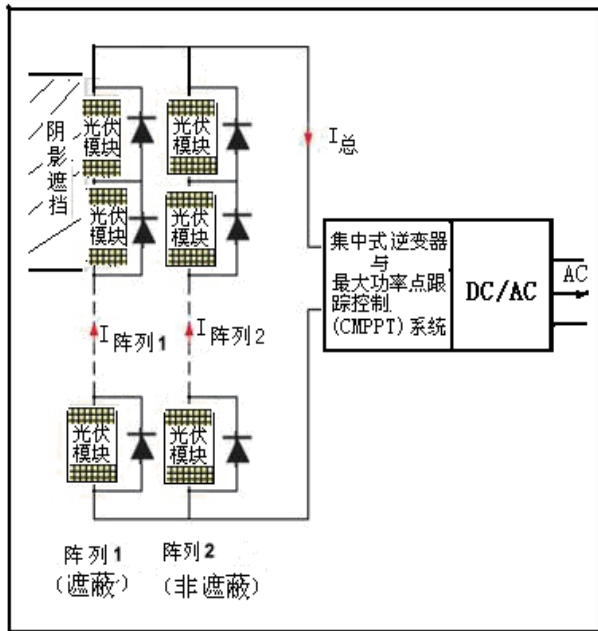 阴影遮挡
光伏
模块
光伏
模块
光伏
模块
光伏
模块
I总
集中式逆变器
与
最大功率点跟
踪控制
(CMPPT)系统
DC/AC
AC
I阵列1
I阵列2
光伏
模块
光伏
模块
阵列1
(遮蔽)
阵列2
(非遮蔽)